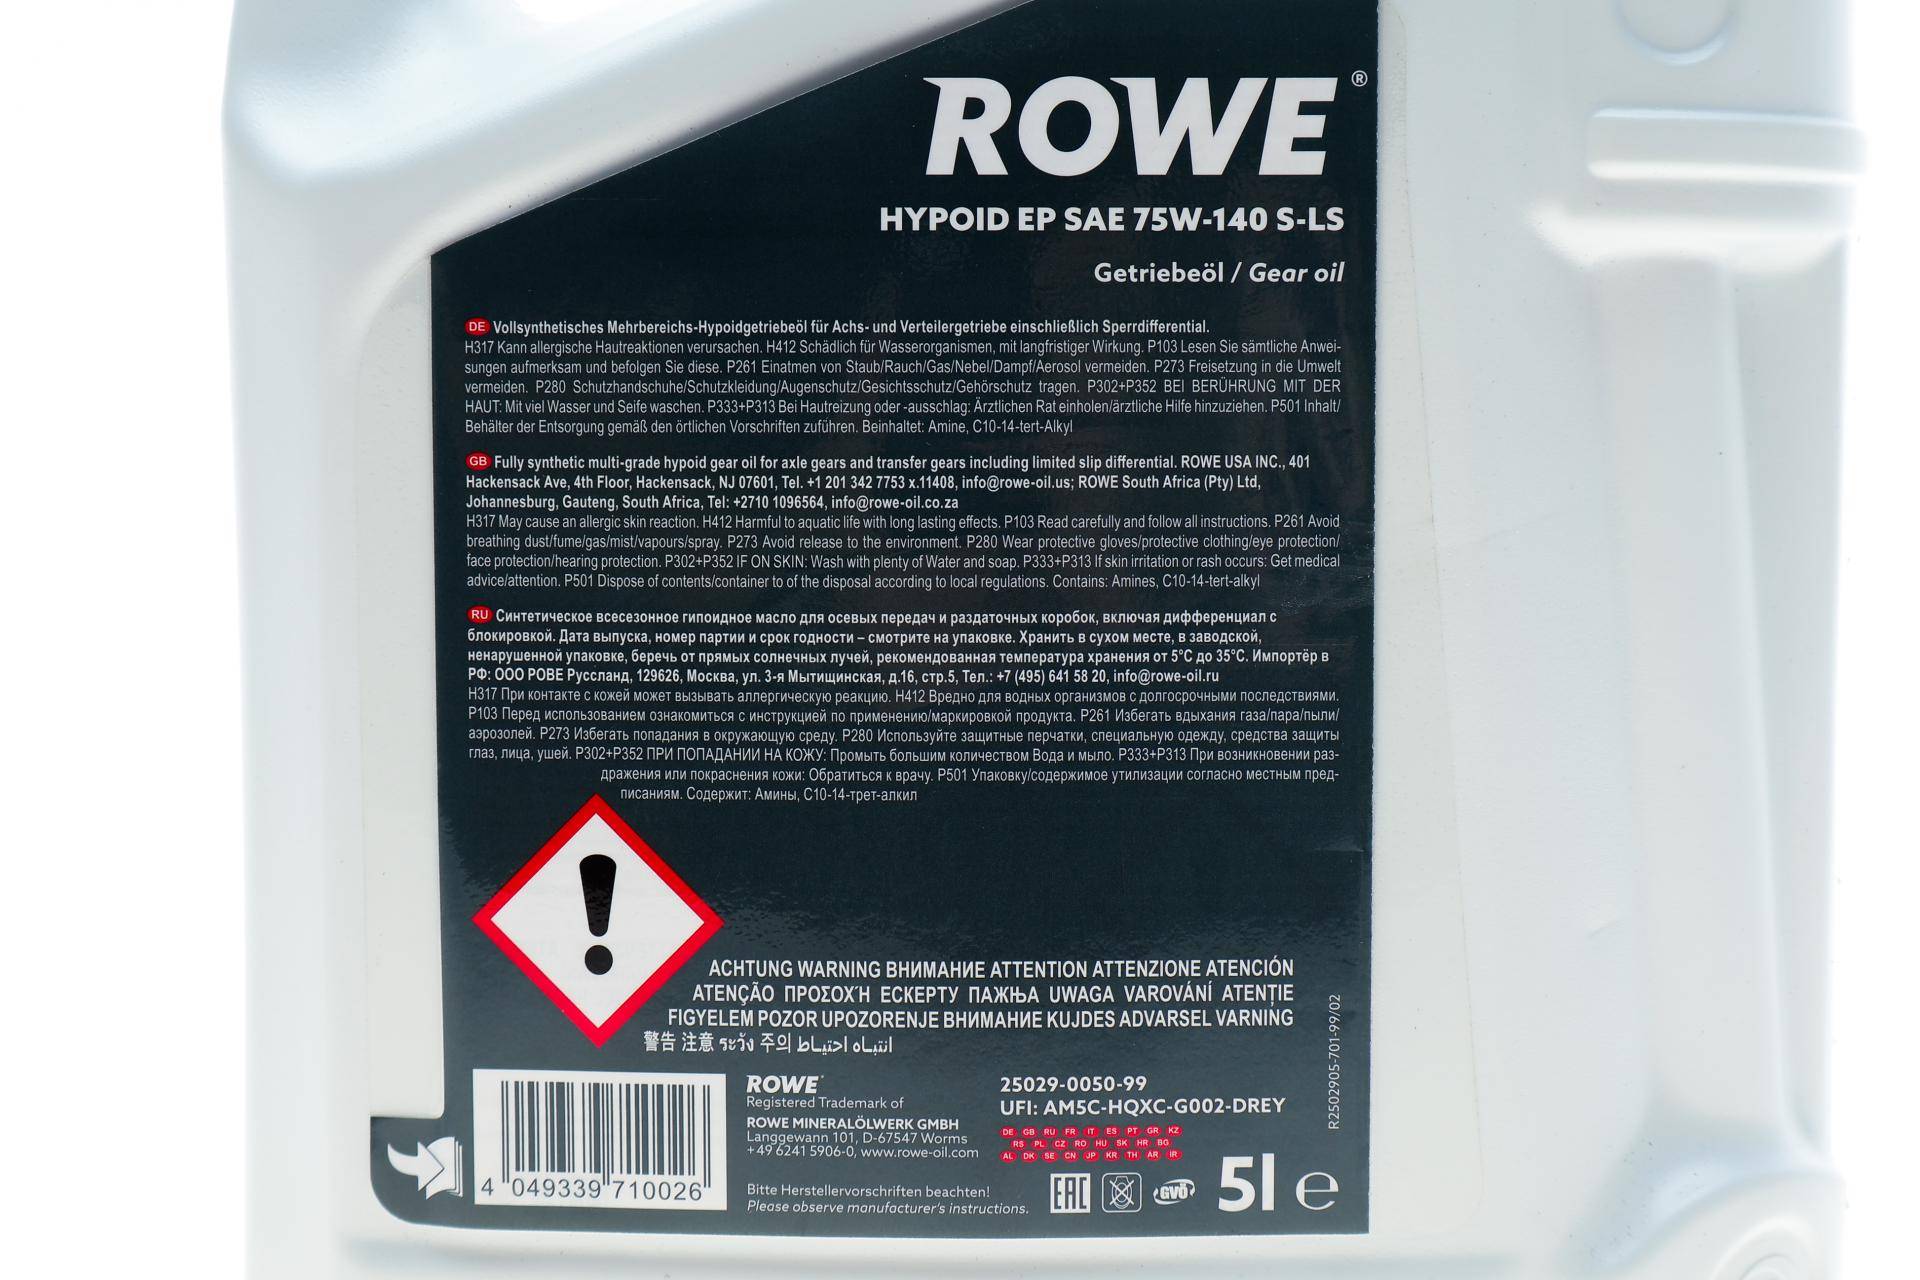 ROWE®
HYPOID EP SAE 75W-140 S-LS
Getriebeöl / Gear oil
DE Vollsynthetisches Mehrbereichs-Hypoidgetriebeöl für Achs- und Verteilergetriebe einschließlich Sperrdifferential.
H317 Kann allergische Hautreaktionen verursachen. H412 Schädlich für Wasserorganismen, mit langfristiger Wirkung. P103 Lesen Sie sämtliche Anwei-
sungen aufmerksam und befolgen Sie diese. P261 Einatmen von Staub/Rauch/Gas/Nebel/Dampf/Aerosol vermeiden. P273 Freisetzung in die Umwelt
vermeiden. P280 Schutzhandschuhe/Schutzkleidung/Augenschutz/Gesichtsschutz/Gehörschutz tragen. P302+P352 BEI BERÜHRUNG MIT DER
HAUT: Mit viel Wasser und Seife waschen. P333+P313 Bei Hautreizung oder -ausschlag: Ärztlichen Rat einholen/ärztliche Hilfe hinzuziehen. P501 Inhalt/
Behälter der Entsorgung gemäß den örtlichen Vorschriften zuführen. Beinhaltet: Amine, C10-14-tert-Alkyl
GB Fully synthetic multi-grade hypoid gear oil for axle gears and transfer gears including limited slip differential. ROWE USA INC., 401
Hackensack Ave, 4th Floor, Hackensack, NJ 07601, Tel. +1 201 342 7753 x.11408, info@rowe-oil.us; ROWE South Africa (Pty) Ltd,
Johannesburg, Gauteng, South Africa, Tel: +2710 1096564, info@rowe-oil.co.za
H317 May cause an allergic skin reaction. H412 Harmful to aquatic life with long lasting effects. P103 Read carefully and follow all instructions. P261 Avoid
breathing dust/fume/gas/mist/vapours/spray. P273 Avoid release to the environment. P280 Wear protective gloves/protective clothing/eye protection/
face protection/hearing protection. P302+P352 IF ON SKIN: Wash with plenty of Water and soap. P333+P313 If skin irritation or rash occurs: Get medical
advice/attention. P501 Dispose of contents/container to of the disposal according to local regulations. Contains: Amines, C10-14-tert-alkyl
RU Синтетическое всесезонное гипоидное масло для осевых передач и раздаточных коробок, включая дифференциал с
блокировкой. Дата выпуска, номер партии и срок годности – смотрите на упаковке. Хранить в сухом месте, в заводской,
ненарушенной упаковке, беречь от прямых солнечных лучей, рекомендованная температура хранения от 5°C до 35°C. Импортёр в
РФ: ООО РОВЕ Руссланд, 129626, Москва, ул. 3-я Мытищинская, д.16, стр.5, Тел.: +7 (495) 641 58 20, info@rowe-oil.ru
H317 При контакте с кожей может вызывать аллергическую реакцию. H412 Вредно для водных организмов с долгосрочными последствиями.
P103 Перед использованием ознакомиться с инструкцией по применению/маркировкой продукта. P261 Избегать вдыхания газа/пара/пыли/
аэрозолей. P273 Избегать попадания в окружающую среду. P280 Используйте защитные перчатки, специальную одежду, средства защиты
глаз, лица, ушей. P302+P352 ПРИ ПОПАДАНИИ НА КОЖУ: Промыть большим количеством Вода и мыло. P333+P313 При возникновении раз-
дражения или покраснения кожи: Обратиться к врачу. P501 Упаковку/содержимое утилизации согласно местным пред-
писаниям. Содержит: Амины, C10-14-трет-алкил
ACHTUNG WARNING ВНИМАНИЕ ATTENTION ATTENZIONE ATENCIÓN
ATENÇÃO ΠΡΟΣΟΧΉ ЕСКЕРТУ ПАЖЊА UWAGA VAROVÁNÍ ATENȚIE
FIGYELEM POZOR UPOZORENJE ВНИМАНИЕ KUJDES ADVARSEL VARNING
警告 注意 ระวัง 주의 انتباه احتياط
R2502905-701-99/02
4 049339 710026
ROWE
Registered Trademark of
ROWE MINERALÖLWERK GMBH
Langgewann 101, D-67547 Worms
+49 6241 5906-0, www.rowe-oil.com
Bitte Herstellervorschriften beachten!
Please observe manufacturer's instructions.
25029-0050-99
UFI: AM5C-HQXC-G002-DREY
DE GB RU FR IT ES PT GR KZ
RS PL CZ RO HU SK HR BG
AL DK SE CN JP KR TH AR IR
EAC GVÖ 5l e